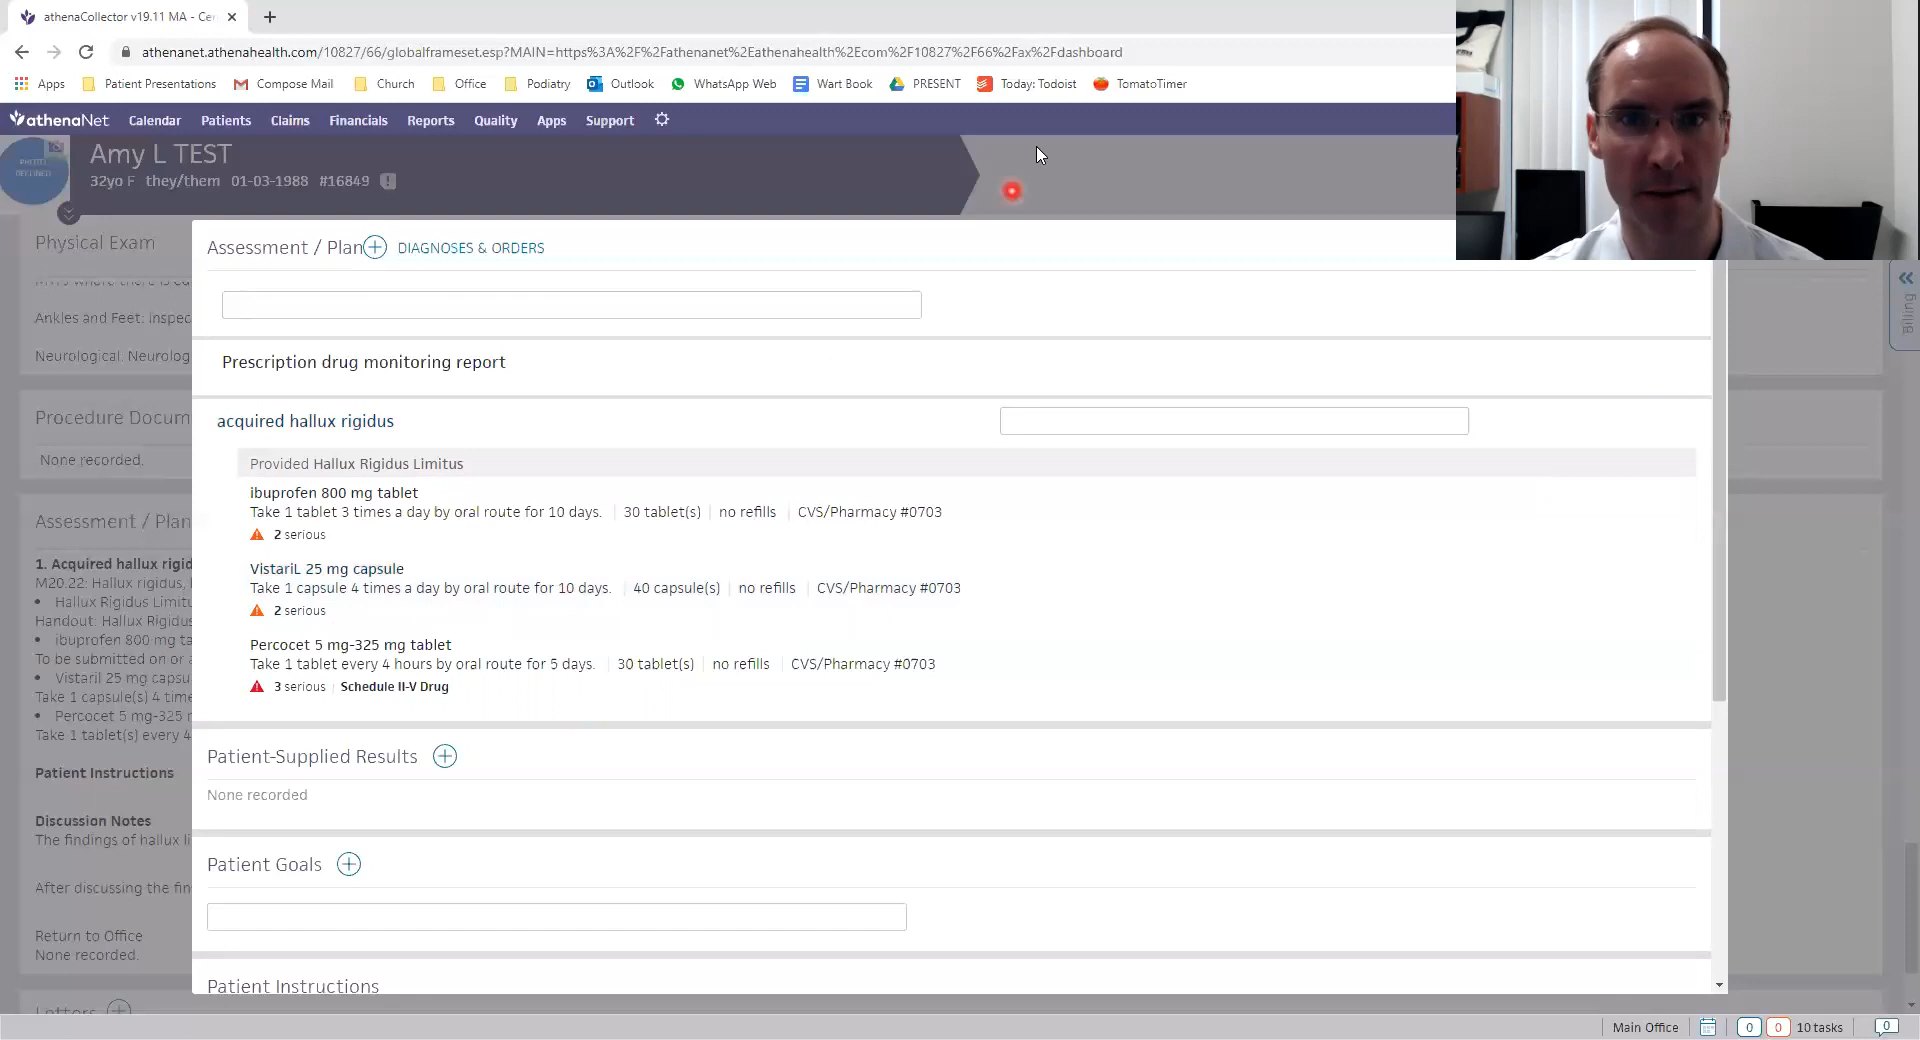 athenaCollector v19.11 MA - Cen
athenanet.athenahealth.com/10827/66/globalframeset.esp?MAIN=https%3A%2F%2Fathenanet%2Eathenahealth%2Ecom%2F10827%2F66%2Fax%2Fdashboard
Apps Patient Presentations Compose Mail Church Office Podiatry Outlook WhatsApp Web Wart Book PRESENT Today: Todoist TomatoTimer
athenaNet Calendar Patients Claims Financials Reports Quality Apps Support
Amy L TEST
32yo F they/them 01-03-1988 #16849
Physical Exam
Ankles and Feet: Inspec
Neurological: Neurolog
Procedure Docum
None recorded.
Assessment / Plan
1. Acquired hallux rigid
M20.22: Hallux rigidus,
• Hallux Rigidus Limitu
Handout: Hallux Rigidus
• ibuprofen 800 mg ta
To be submitted on or a
• Vistaril 25 mg capsu
Take 1 capsule(s) 4 time
• Percocet 5 mg-325 m
Take 1 tablet(s) every 4
Patient Instructions
Discussion Notes
The findings of hallux li
After discussing the fin
Return to Office
None recorded.
Letters
Assessment / Plan DIAGNOSES & ORDERS
Prescription drug monitoring report
acquired hallux rigidus
Provided Hallux Rigidus Limitus
ibuprofen 800 mg tablet
Take 1 tablet 3 times a day by oral route for 10 days. 30 tablet(s) no refills CVS/Pharmacy #0703
2 serious
VistariL 25 mg capsule
Take 1 capsule 4 times a day by oral route for 10 days. 40 capsule(s) no refills CVS/Pharmacy #0703
2 serious
Percocet 5 mg-325 mg tablet
Take 1 tablet every 4 hours by oral route for 5 days. 30 tablet(s) no refills CVS/Pharmacy #0703
3 serious Schedule II-V Drug
Patient-Supplied Results
None recorded
Patient Goals
Patient Instructions
Billing
Main Office 0 0 10 tasks 0